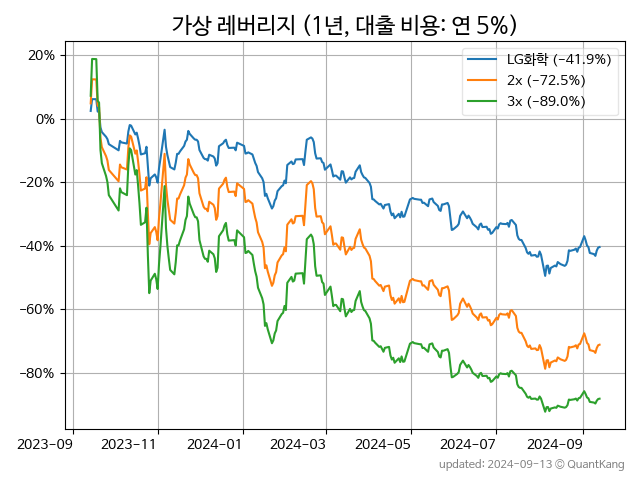 가상 레버리지 (1년, 대출 비용: 연 5%)
LG화학 (−41.9%)
2x (−72.5%)
3x (−89.0%)
20%
0%
−20%
−40%
−60%
−80%
2023-09 2023-11 2024-01 2024-03 2024-05 2024-07 2024-09
updated: 2024-09-13 ⓒ QuantKang